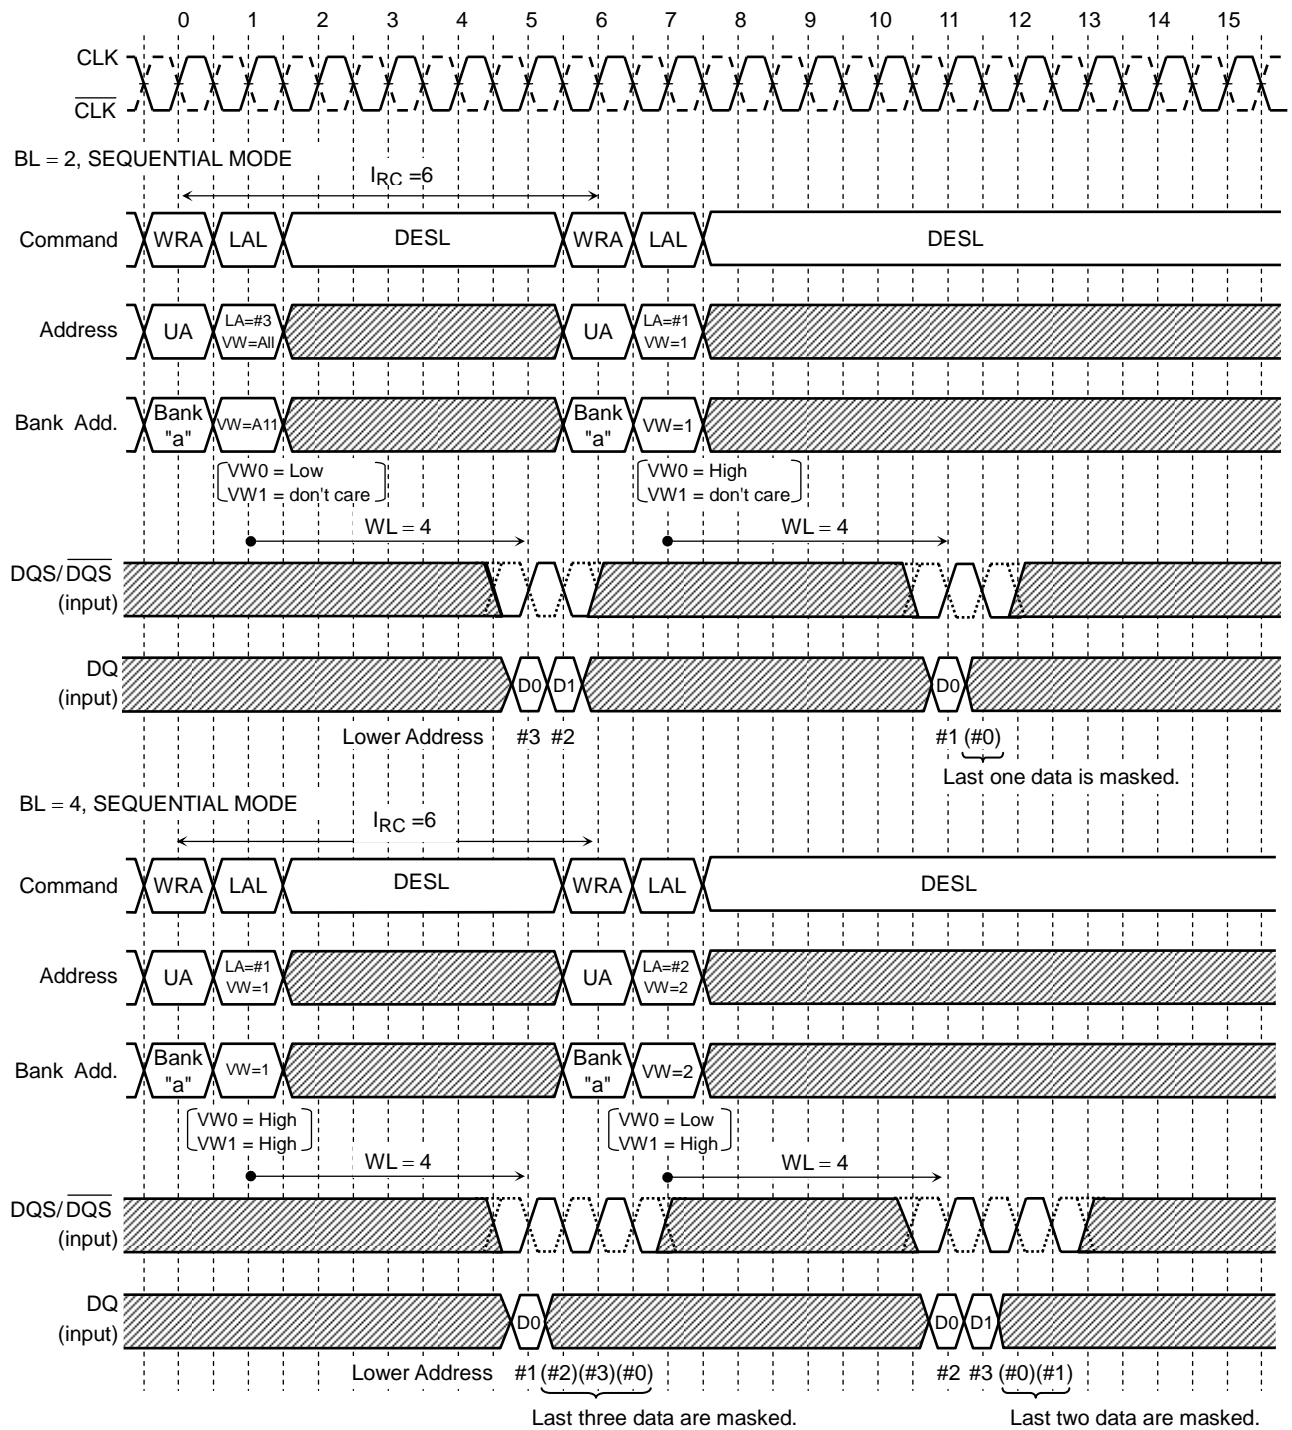 0 1 2 3 4 5 6 7 8 9 10 11 12 13 14 15
CLK
CLK
BL = 2, SEQUENTIAL MODE
IRC =6
Command WRA LAL DESL WRA LAL DESL
Address UA LA=#3 VW=All UA LA=#1 VW=1
Bank Add. Bank "a" VW=A11 Bank "a" VW=1
VW0 = Low VW0 = High
VW1 = don't care VW1 = don't care
WL = 4 WL = 4
DQS/DQS
(input)
DQ D0 D1 D0
(input)
Lower Address #3 #2 #1 (#0)
Last one data is masked.
BL = 4, SEQUENTIAL MODE
IRC =6
Command WRA LAL DESL WRA LAL DESL
Address UA LA=#1 VW=1 UA LA=#2 VW=2
Bank Add. Bank "a" VW=1 Bank "a" VW=2
VW0 = High VW0 = Low
VW1 = High VW1 = High
WL = 4 WL = 4
DQS/DQS
(input)
DQ D0 D0 D1
(input)
Lower Address #1 (#2)(#3)(#0) #2 #3 (#0)(#1)
Last three data are masked. Last two data are masked.